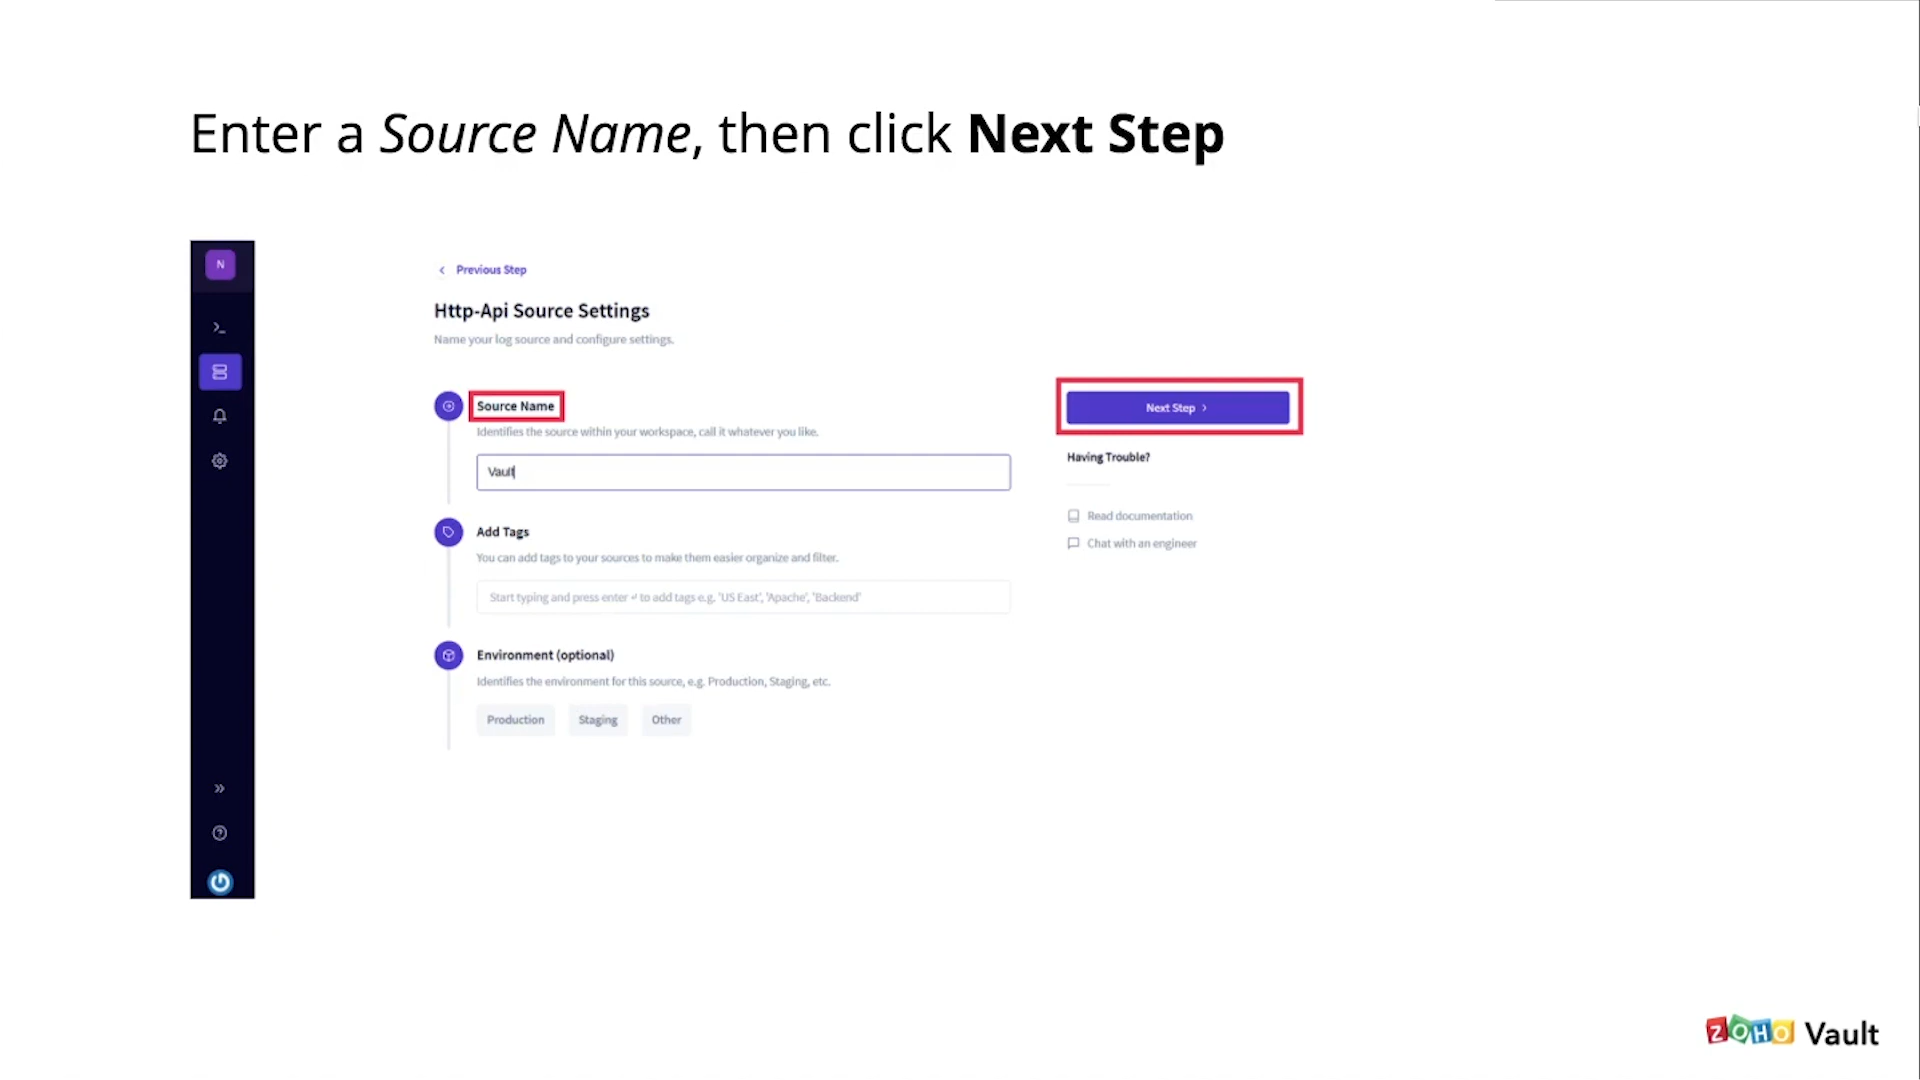 Enter a Source Name, then click Next Step
N
Previous Step
Http-Api Source Settings
Name your log source and configure settings.
Source Name
Identifies the source within your workspace, call it whatever you like.
Vault
Next Step
Having Trouble?
Read documentation
Chat with an engineer
Add Tags
You can add tags to your sources to make them easier organize and filter.
Start typing and press enter ↵ to add tags e.g. 'US East', 'Apache', 'Backend'
Environment (optional)
Identifies the environment for this source, e.g. Production, Staging, etc.
Production Staging Other
ZOHO Vault